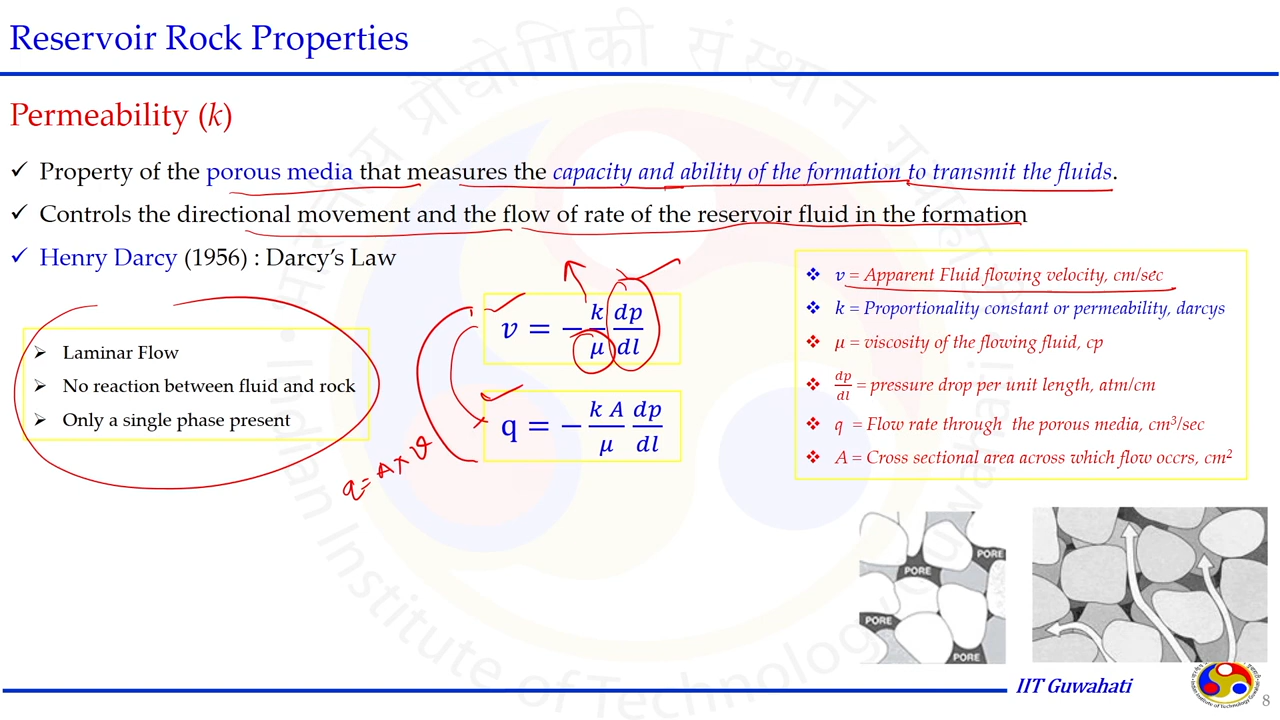 Reservoir Rock Properties
Permeability (k)
✓ Property of the porous media that measures the capacity and ability of the formation to transmit the fluids.
✓ Controls the directional movement and the flow of rate of the reservoir fluid in the formation
✓ Henry Darcy (1956) : Darcy's Law
➢ Laminar Flow
➢ No reaction between fluid and rock
➢ Only a single phase present
v = − k/μ dp/dl
q = − k A/μ dp/dl
q = A × v
❖ v = Apparent Fluid flowing velocity, cm/sec
❖ k = Proportionality constant or permeability, darcys
❖ μ = viscosity of the flowing fluid, cp
❖ dp/dl = pressure drop per unit length, atm/cm
❖ q = Flow rate through the porous media, cm³/sec
❖ A = Cross sectional area across which flow occrs, cm²
PORE
PORE
PORE
PORE
Indian Institute of Technology
IIT Guwahati
8